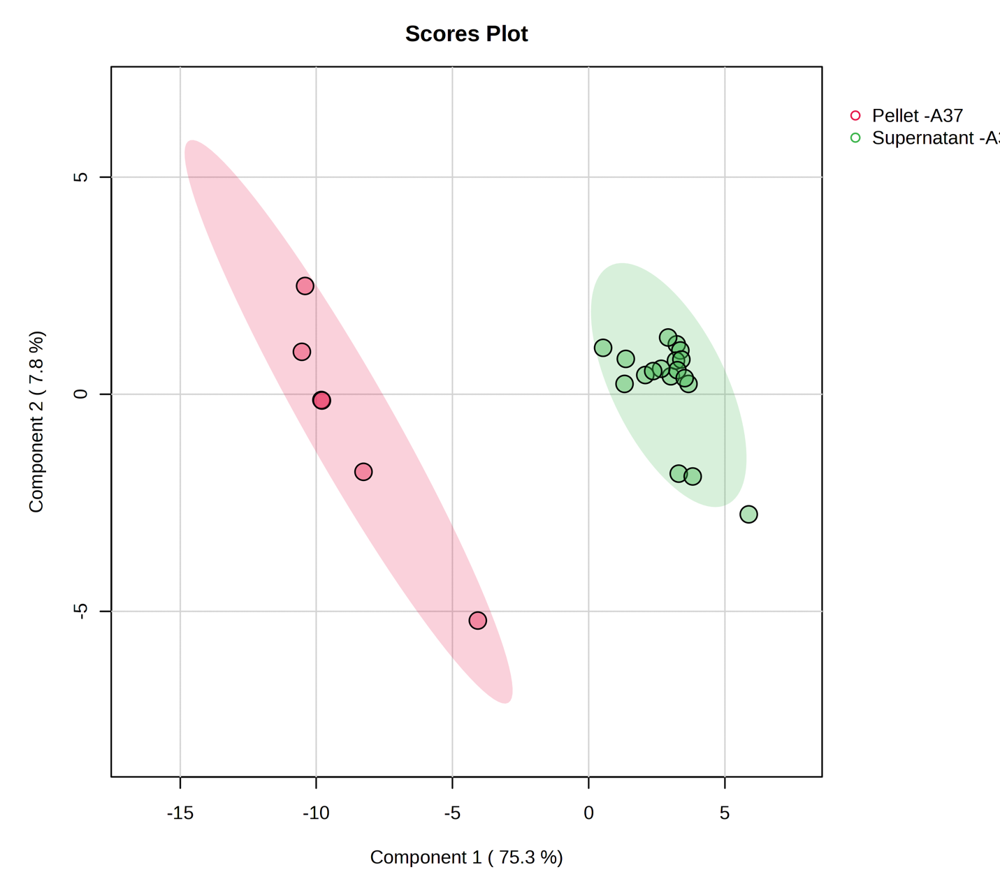 Scores Plot
Pellet -A37
Supernatant -A3
Component 2 ( 7.8 %)
5
0
-5
-15
-10
-5
0
5
Component 1 ( 75.3 %)